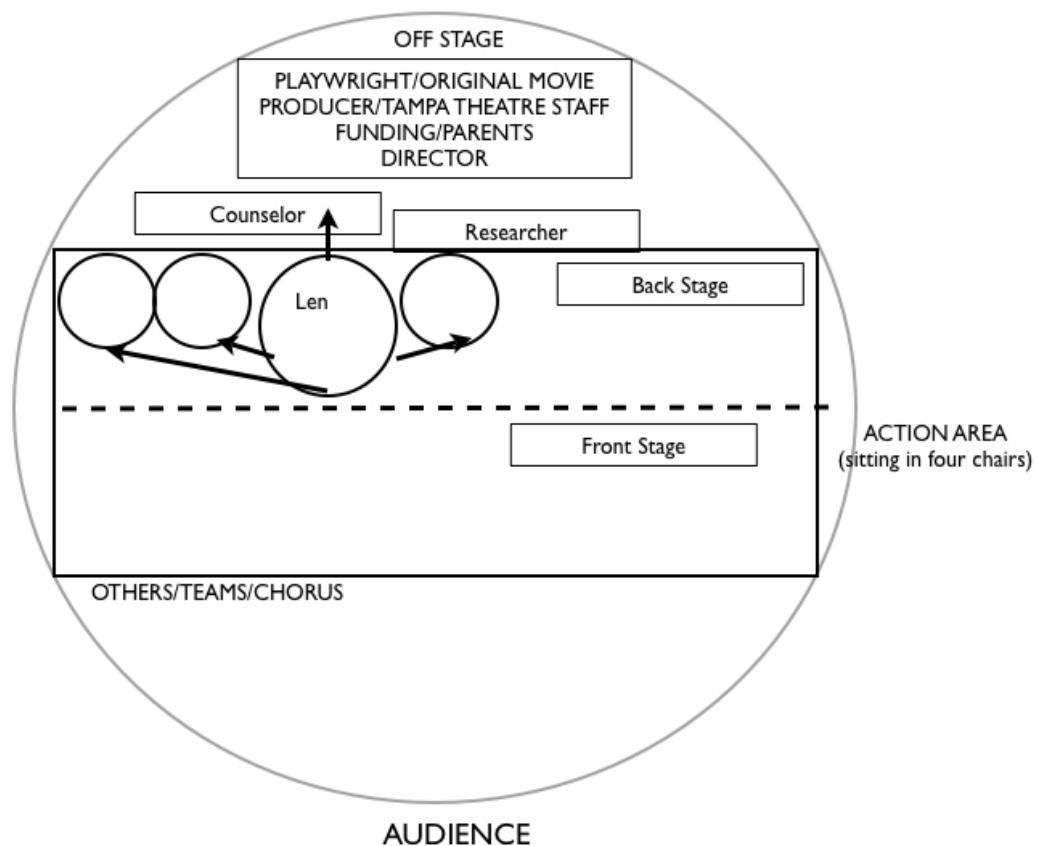 OFF STAGE
PLAYWRIGHT/ORIGINAL MOVIE
PRODUCER/TAMPA THEATRE STAFF
FUNDING/PARENTS
DIRECTOR
Counselor
Researcher
Len
Back Stage
Front Stage
ACTION AREA
(sitting in four chairs)
OTHERS/TEAMS/CHORUS
AUDIENCE